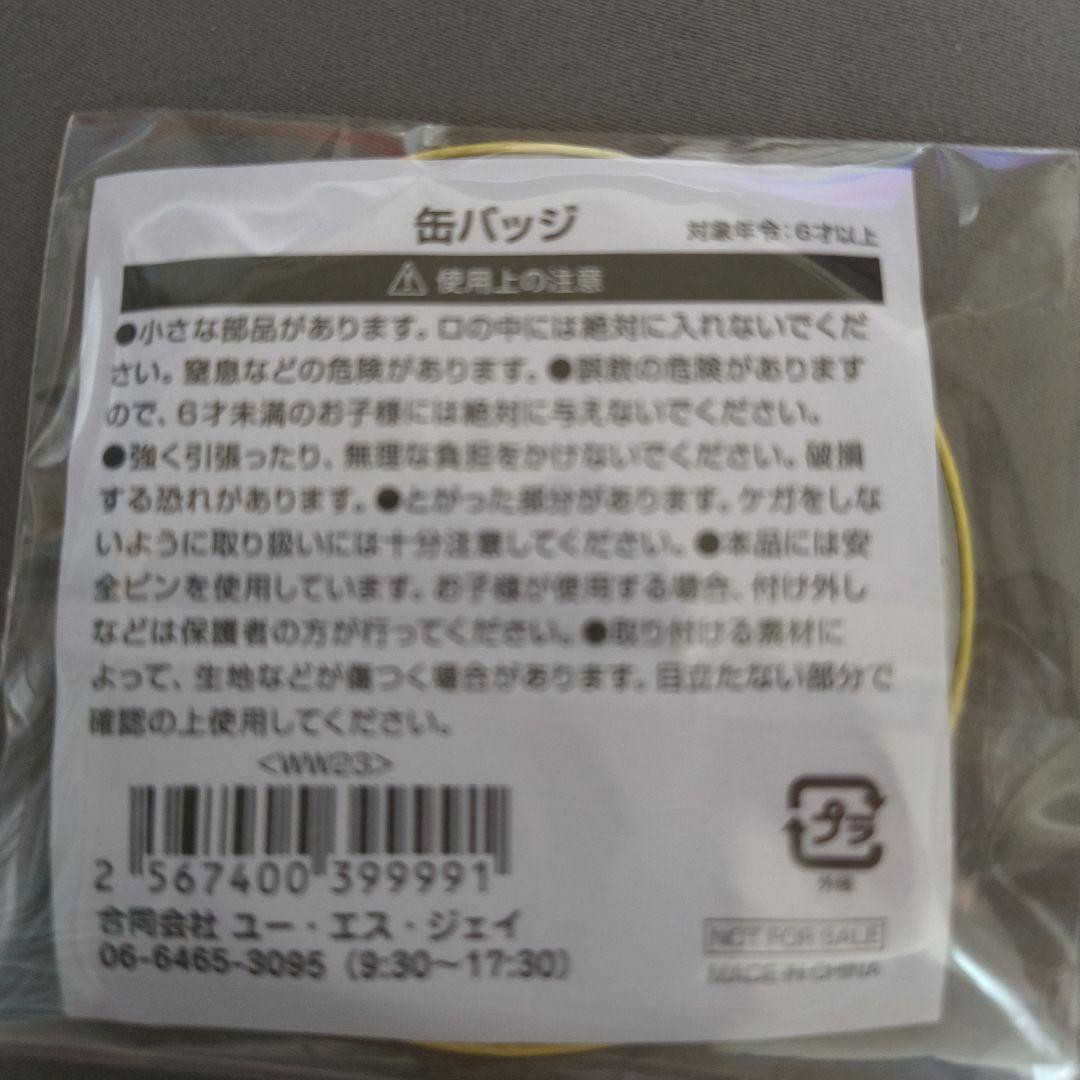 缶バッジ
対象年令:6才以上
⚠使用上の注意
●小さな部品があります。口の中には絶対に入れないでくだ
さい。窒息などの危険があります。●誤飲の危険があります
ので、6才未満のお子様には絶対に与えないでください。
●強く引張ったり、無理な負担をかけないでください。破損
する恐れがあります。●とがった部分があります。ケガをしな
いように取り扱いには十分注意してください。●本品には安
全ピンを使用しています。お子様が使用する場合、付け外し
などは保護者の方が行ってください。●取り付ける素材に
よって、生地などが傷つく場合があります。目立たない部分で
確認の上使用してください。
<WW23>
2 567400 399991
合同会社 ユー・エス・ジェイ
06-6465-3095（9:30〜17:30）
プラ
外装
NOT FOR SALE
MADE IN CHINA